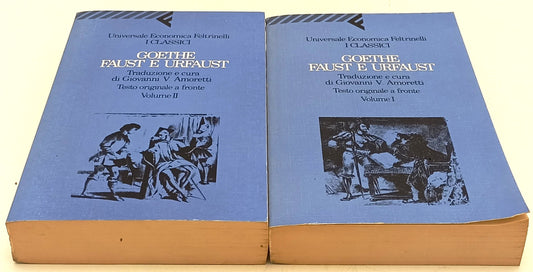 Universale Economica Feltrinelli
I CLASSICI
GOETHE
FAUST E URFAUST
Traduzione e cura
di Giovanni V. Amoretti
Testo originale a fronte
Volume II
Universale Economica Feltrinelli
I CLASSICI
GOETHE
FAUST E URFAUST
Traduzione e cura
di Giovanni V. Amoretti
Testo originale a fronte
Volume I